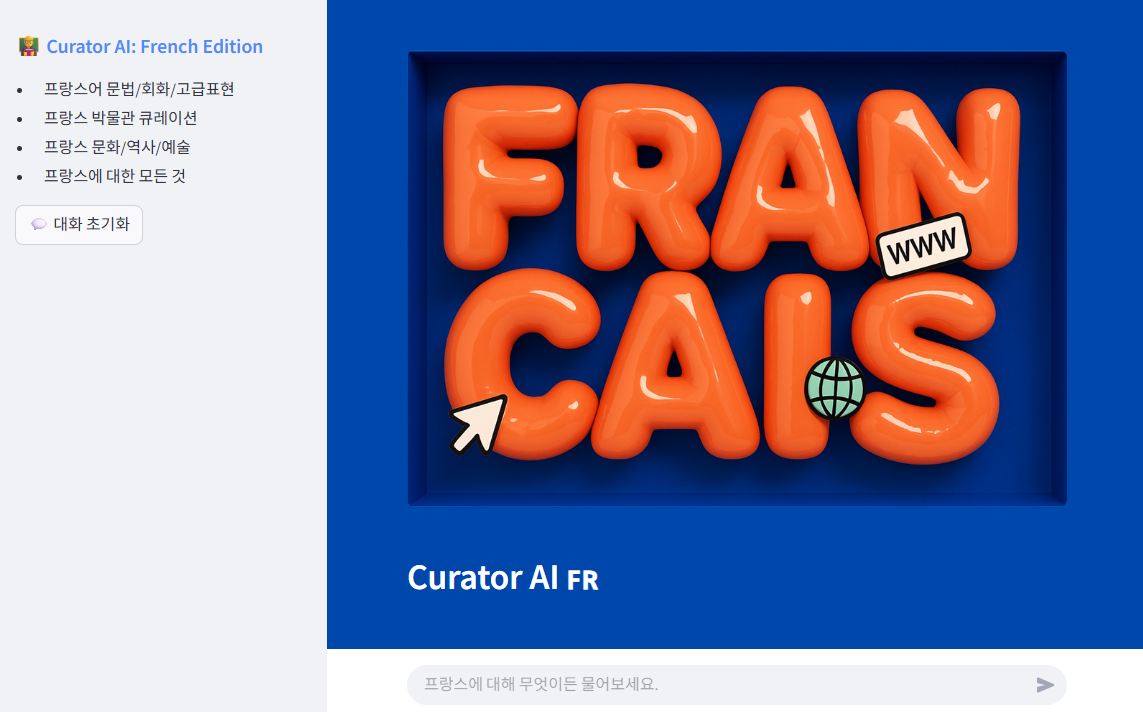 Curator AI: French Edition
프랑스어 문법/회화/고급표현
프랑스 박물관 큐레이션
프랑스 문화/역사/예술
프랑스에 대한 모든 것
대화 초기화
FRAN
WWW
CAIS
Curator AI FR
프랑스에 대해 무엇이든 물어보세요.